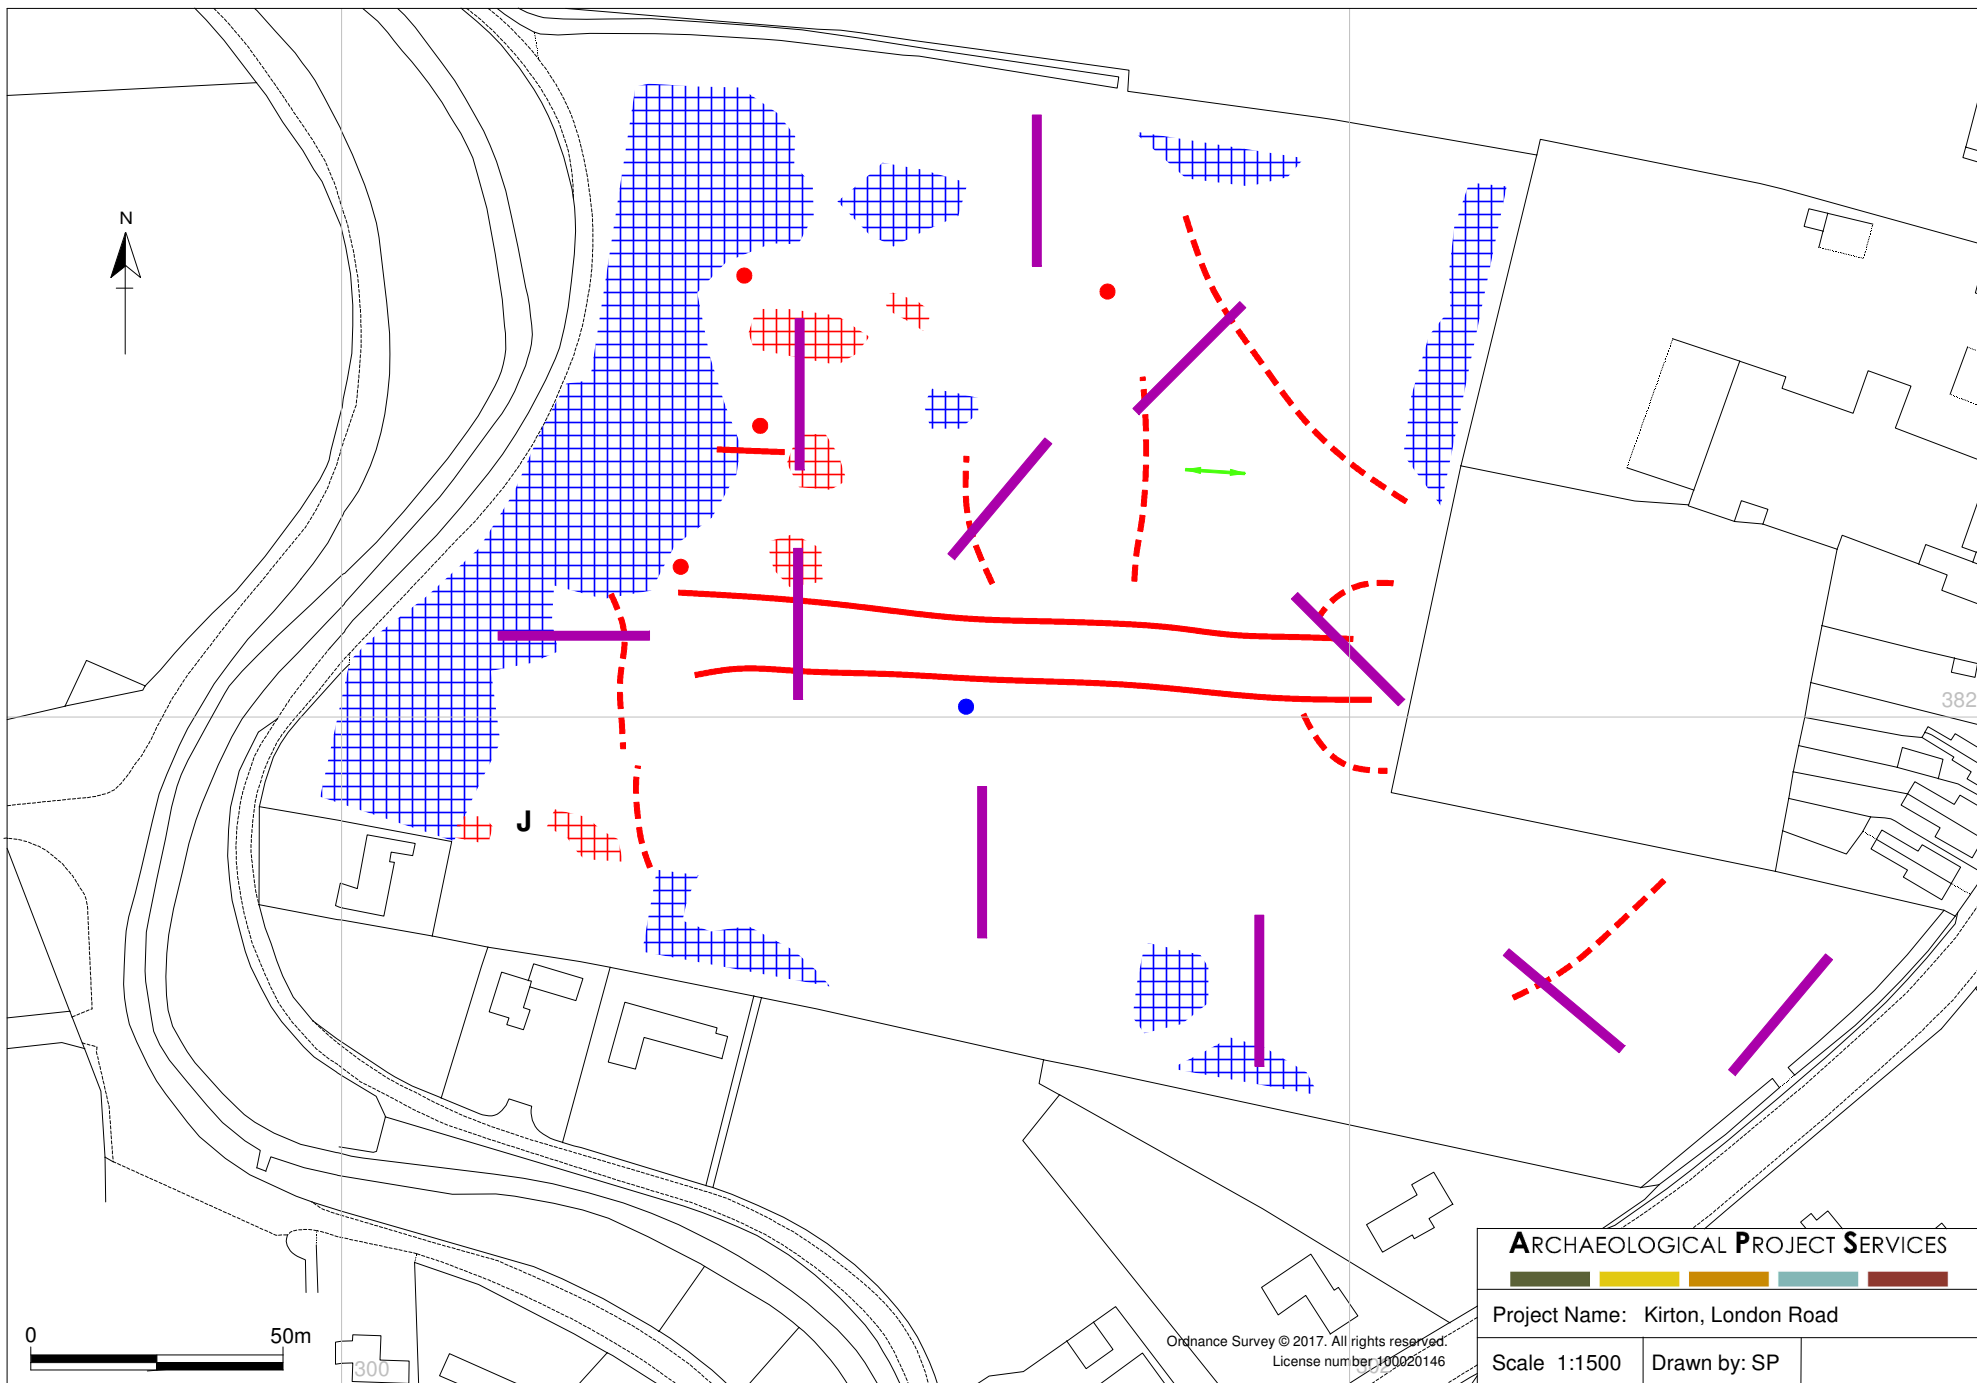 N
382
J
0 50m
300
Ordnance Survey © 2017. All rights reserved.
License number 100020146
ARCHAEOLOGICAL PROJECT SERVICES
Project Name: Kirton, London Road
Scale 1:1500 Drawn by: SP